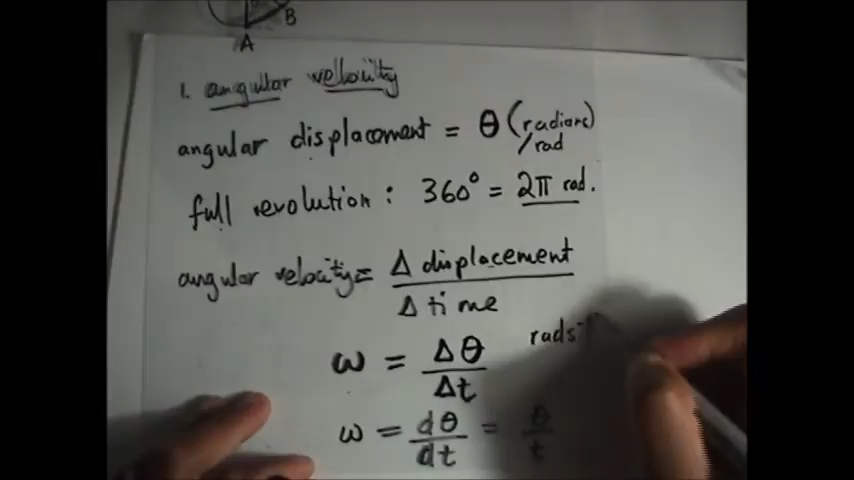 B
A
1. angular velocity
angular displacement = θ (radians)
/rad
full revolution : 360° = 2π rad.
angular velocity = Δ displacement
Δ time
ω = Δθ
Δt
rads⁻
ω = dθ = θ
dt t